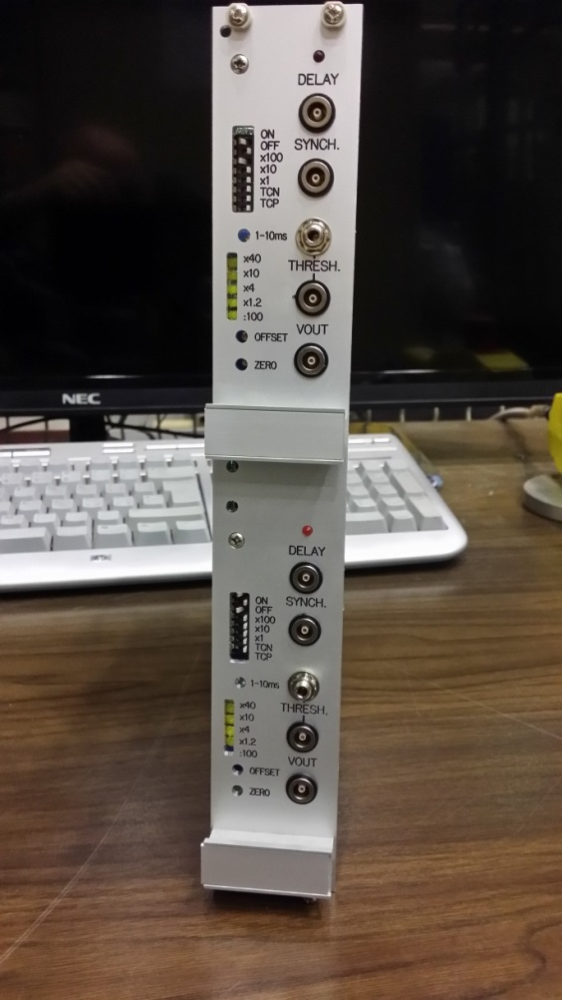 DELAY
ON
OFF
x100
x10
x1
TCN
TCP
SYNCH.
1-10ms
THRESH.
x40
x10
x4
x1.2
:100
VOUT
OFFSET
ZERO
NEC
DELAY
ON
OFF
x100
x10
x1
TCN
TCP
SYNCH.
1-10ms
THRESH.
x40
x10
x4
x1.2
:100
VOUT
OFFSET
ZERO